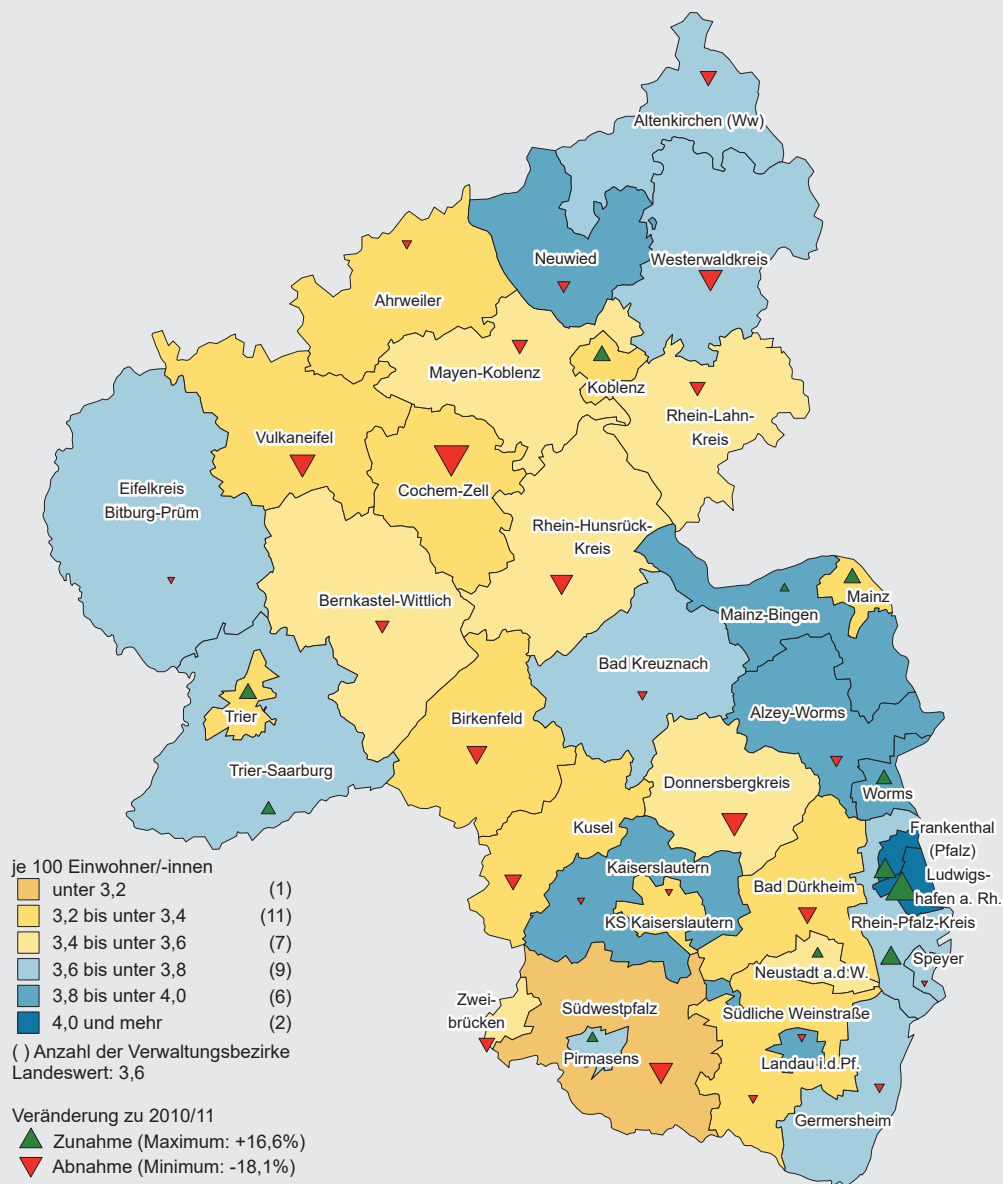 Altenkirchen (Ww)
Neuwied
Westerwaldkreis
Ahrweiler
Mayen-Koblenz
Koblenz
Rhein-Lahn-
Kreis
Vulkaneifel
Cochem-Zell
Eifelkreis
Bitburg-Prüm
Rhein-Hunsrück-
Kreis
Bernkastel-Wittlich
Mainz
Mainz-Bingen
Bad Kreuznach
Trier
Birkenfeld
Alzey-Worms
Trier-Saarburg
Donnersbergkreis
Worms
Kusel
Frankenthal
(Pfalz)
Ludwigs-
hafen a. Rh.
Kaiserslautern
Bad Dürkheim
KS Kaiserslautern
Rhein-Pfalz-Kreis
Neustadt a.d.W.
Speyer
Zwei-
brücken
Südwestpfalz
Südliche Weinstraße
Pirmasens
Landau i.d.Pf.
Germersheim
je 100 Einwohner/-innen
unter 3,2 (1)
3,2 bis unter 3,4 (11)
3,4 bis unter 3,6 (7)
3,6 bis unter 3,8 (9)
3,8 bis unter 4,0 (6)
4,0 und mehr (2)
( ) Anzahl der Verwaltungsbezirke
Landeswert: 3,6
Veränderung zu 2010/11
Zunahme (Maximum: +16,6%)
Abnahme (Minimum: -18,1%)